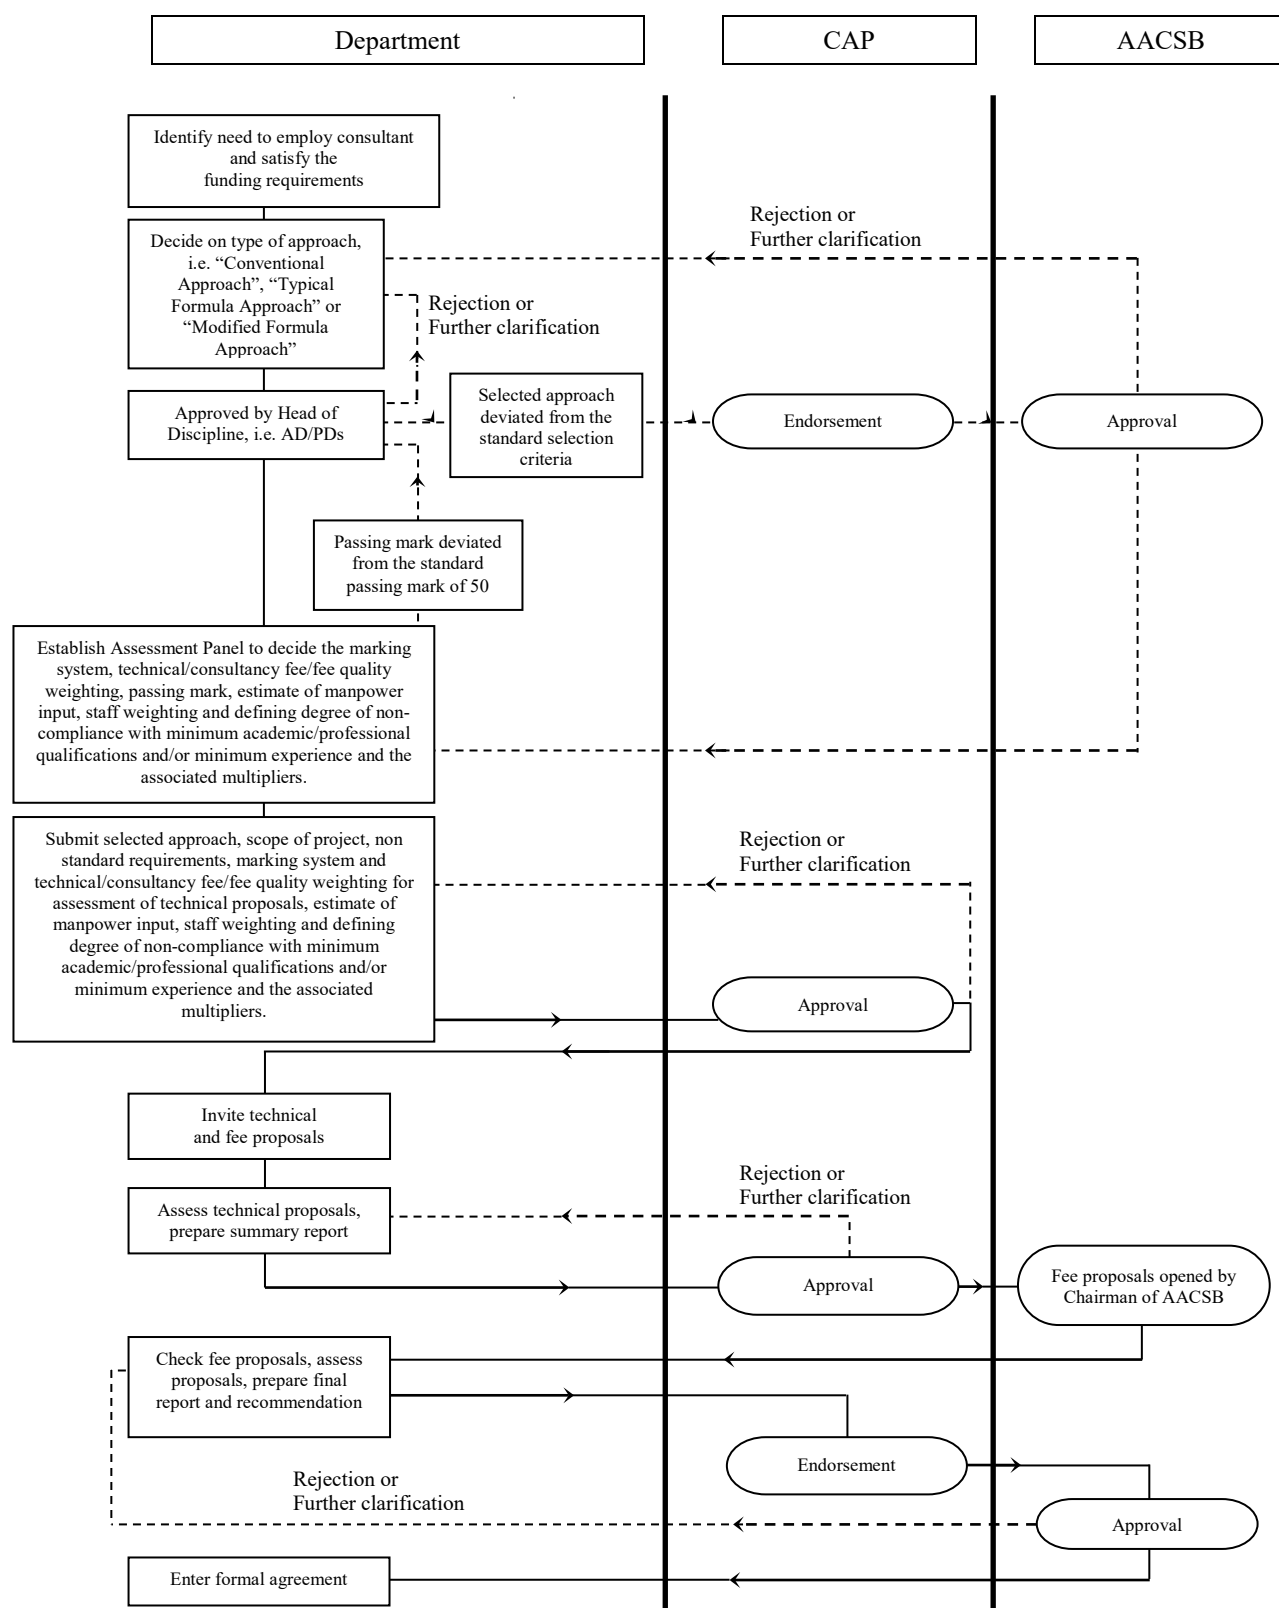 Department
CAP
AACSB
Identify need to employ consultant
and satisfy the
funding requirements
Rejection or
Further clarification
Decide on type of approach,
i.e. “Conventional
Approach”, “Typical
Formula Approach” or
“Modified Formula
Approach”
Rejection or
Further clarification
Approved by Head of
Discipline, i.e. AD/PDs
Selected approach
deviated from the
standard selection
criteria
Endorsement
Approval
Passing mark deviated
from the standard
passing mark of 50
Establish Assessment Panel to decide the marking
system, technical/consultancy fee/fee quality
weighting, passing mark, estimate of manpower
input, staff weighting and defining degree of non-
compliance with minimum academic/professional
qualifications and/or minimum experience and the
associated multipliers.
Submit selected approach, scope of project, non
standard requirements, marking system and
technical/consultancy fee/fee quality weighting for
assessment of technical proposals, estimate of
manpower input, staff weighting and defining
degree of non-compliance with minimum
academic/professional qualifications and/or
minimum experience and the associated
multipliers.
Rejection or
Further clarification
Approval
Invite technical
and fee proposals
Rejection or
Further clarification
Assess technical proposals,
prepare summary report
Approval
Fee proposals opened by
Chairman of AACSB
Check fee proposals, assess
proposals, prepare final
report and recommendation
Endorsement
Rejection or
Further clarification
Approval
Enter formal agreement